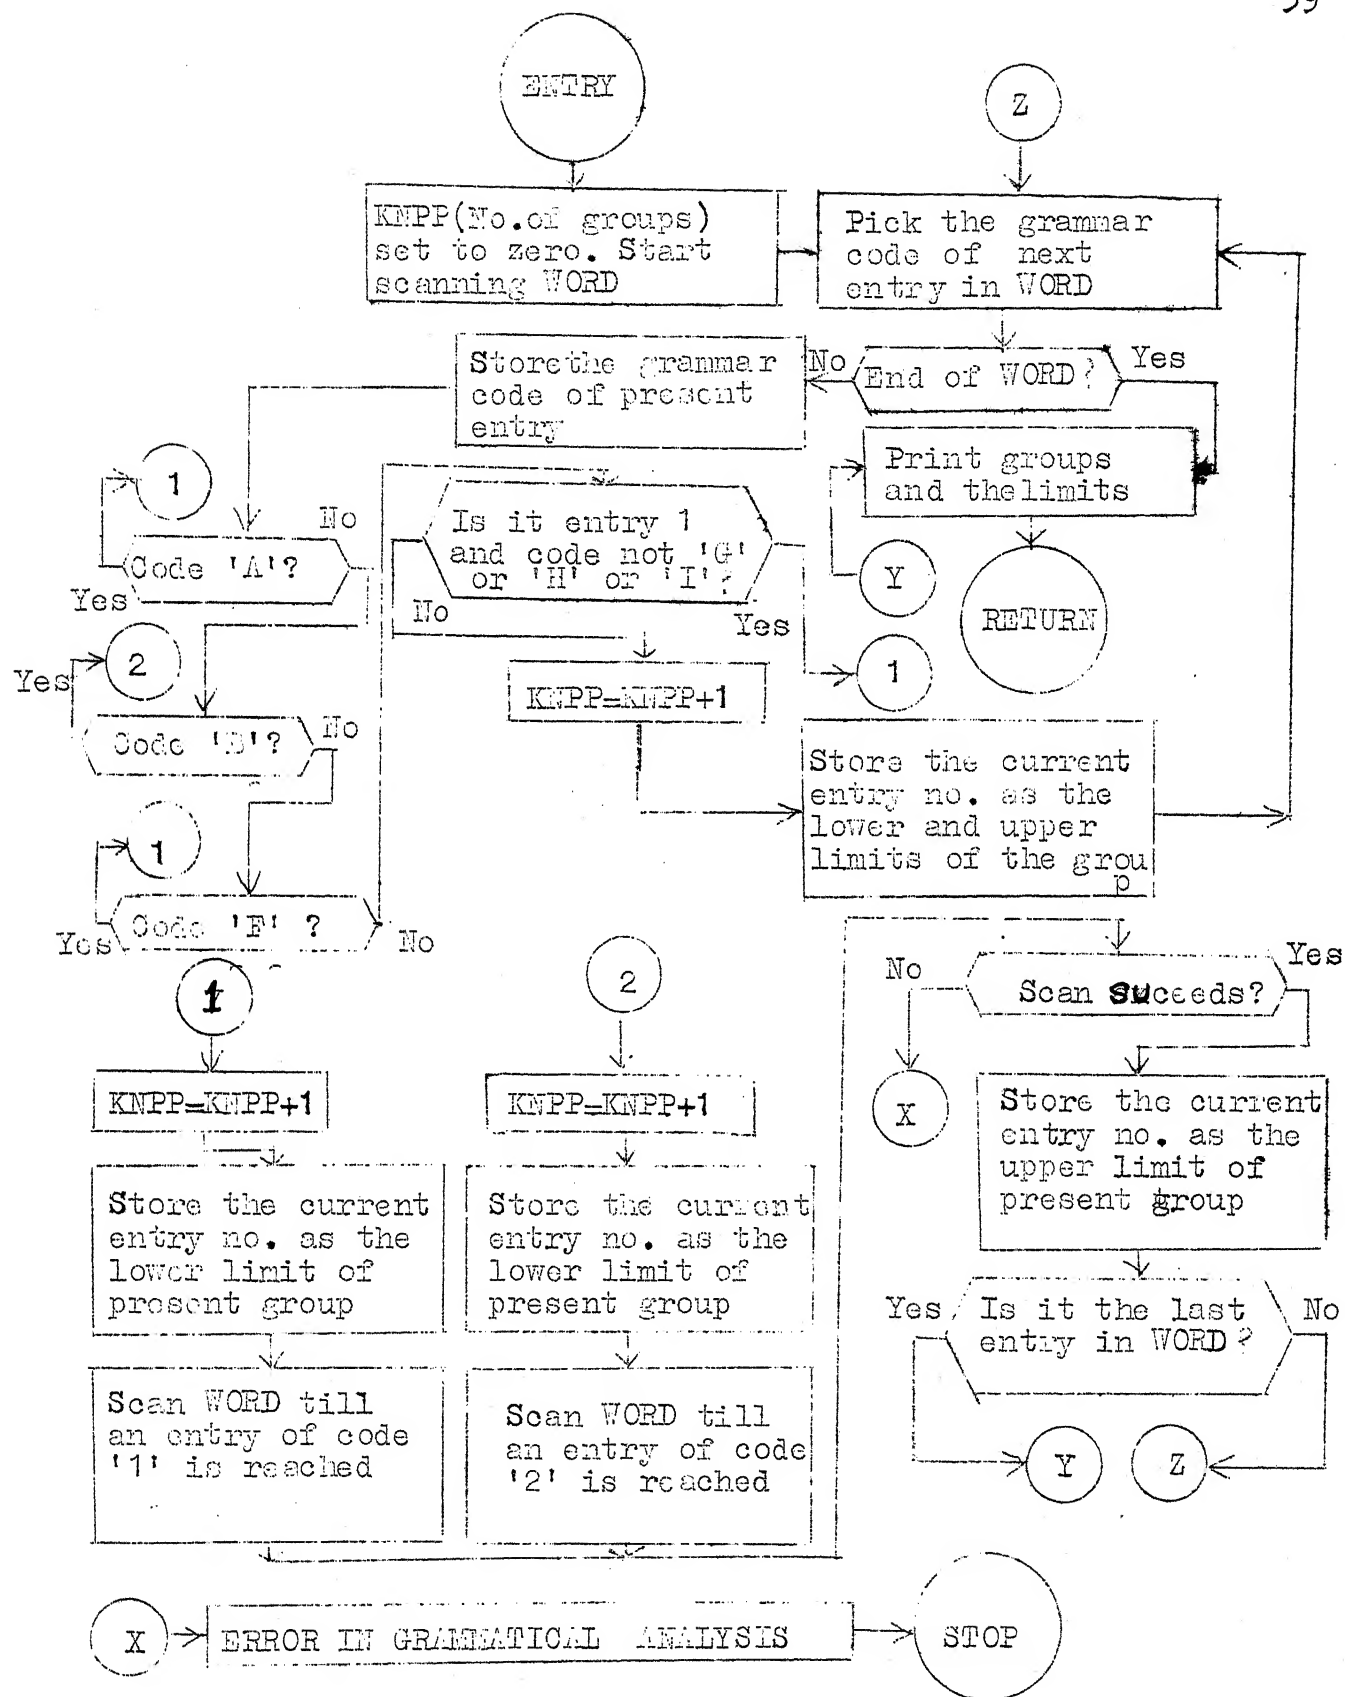 39
ENTRY
Z
KNPP(No.of groups)
set to zero. Start
scanning WORD
Pick the grammar
code of next
entry in WORD
Storethe grammar
code of present
entry
No
End of WORD?
Yes
Print groups
and thelimits
1
No
Code 'A'?
Yes
Is it entry 1
and code not 'G'
or 'H' or 'I'?
No
Yes
Y
RETURN
2
Yes
1
KNPP=KNPP+1
Code 'B'?
No
Store the current
entry no. as the
lower and upper
limits of the grou
p
1
Code 'F' ?
Yes
No
1
2
No
Yes
Scan suceeds?
KNPP=KNPP+1
KNPP=KNPP+1
X
Store the current
entry no. as the
upper limit of
present group
Store the current
entry no. as the
lower limit of
present group
Store the current
entry no. as the
lower limit of
present group
Yes
Is it the last
entry in WORD?
No
Scan WORD till
an entry of code
'1' is reached
Scan WORD till
an entry of code
'2' is reached
Y
Z
X
ERROR IN GRAMMATICAL ANALYSIS
STOP